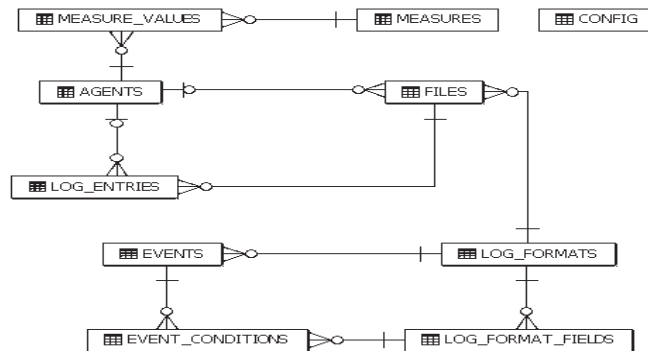 MEASURE_VALUES
MEASURES
CONFIG
AGENTS
FILES
LOG_ENTRIES
EVENTS
LOG_FORMATS
EVENT_CONDITIONS
LOG_FORMAT_FIELDS